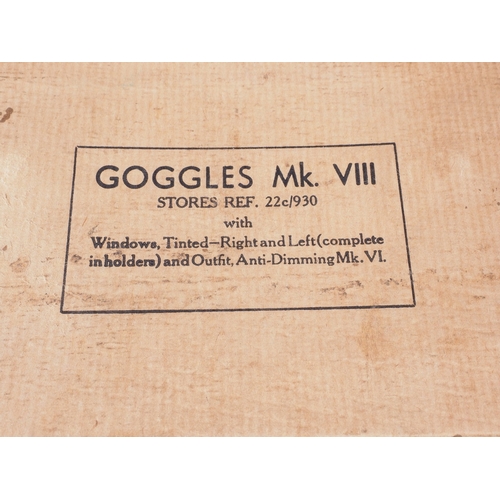 GOGGLES Mk. VIII
STORES REF. 22c/930
with
Windows, Tinted—Right and Left (complete
in holders) and Outfit, Anti-Dimming Mk. VI.